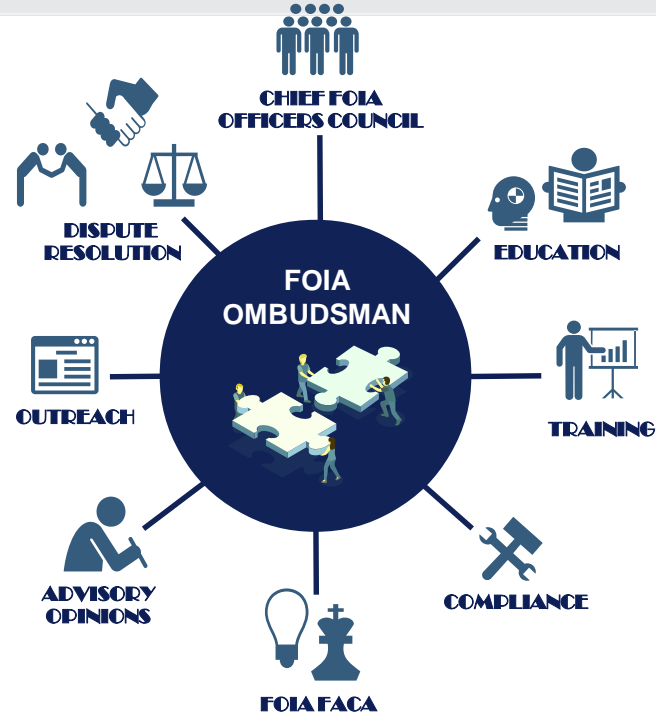 CHIEF FOIA
OFFICERS COUNCIL
DISPUTE
RESOLUTION
EDUCATION
FOIA
OMBUDSMAN
OUTREACH
TRAINING
ADVISORY
OPINIONS
COMPLIANCE
FOIA FACA